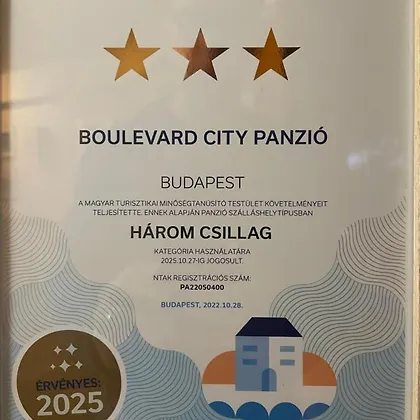 BOULEVARD CITY PANZIÓ
BUDAPEST
A MAGYAR TURISZTIKAI MINŐSÉGTANÚSÍTÓ TESTÜLET KÖVETELMÉNYEIT
TELJESÍTETTE. ENNEK ALAPJÁN PANZIÓ SZÁLLÁSHELYTÍPUSBAN
HÁROM CSILLAG
KATEGÓRIA HASZNÁLATÁRA
2025.10.27-IG JOGOSULT.
NTAK REGISZTRÁCIÓS SZÁM:
PA22050400
BUDAPEST, 2022.10.28.
ÉRVÉNYES:
2025